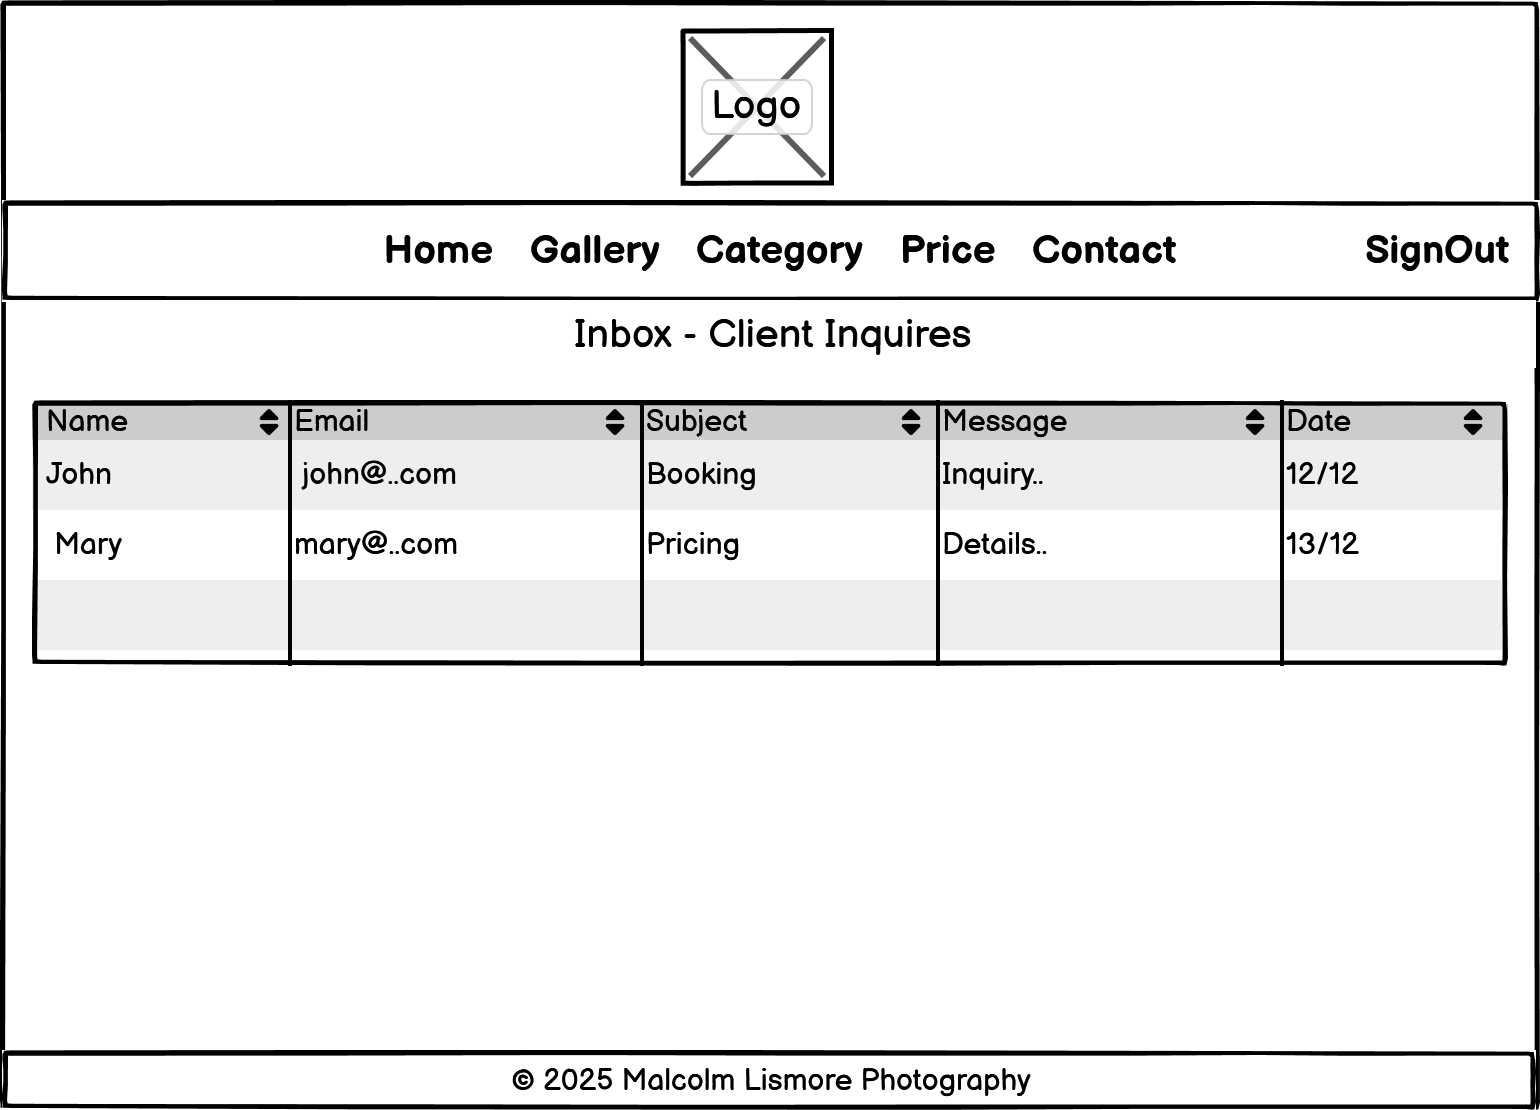 Logo
Home Gallery Category Price Contact SignOut
Inbox - Client Inquires
Name Email Subject Message Date
John john@..com Booking Inquiry.. 12/12
Mary mary@..com Pricing Details.. 13/12
© 2025 Malcolm Lismore Photography